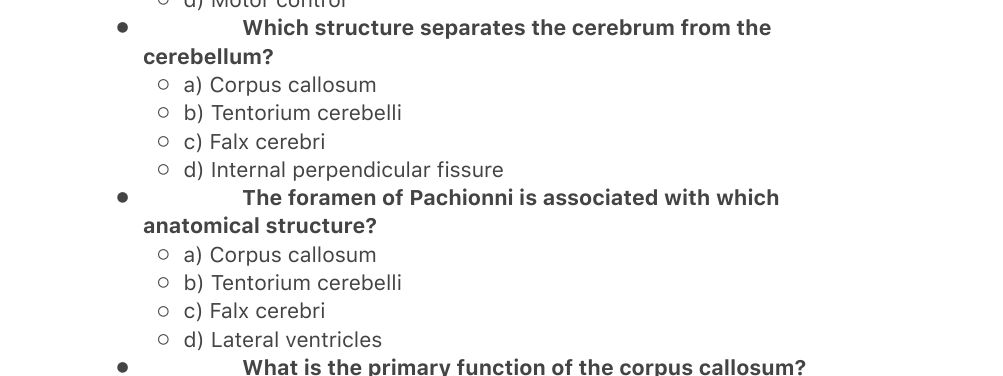 d) Motor control
Which structure separates the cerebrum from the
cerebellum?
a) Corpus callosum
b) Tentorium cerebelli
c) Falx cerebri
d) Internal perpendicular fissure
The foramen of Pachionni is associated with which
anatomical structure?
a) Corpus callosum
b) Tentorium cerebelli
c) Falx cerebri
d) Lateral ventricles
What is the primary function of the corpus callosum?